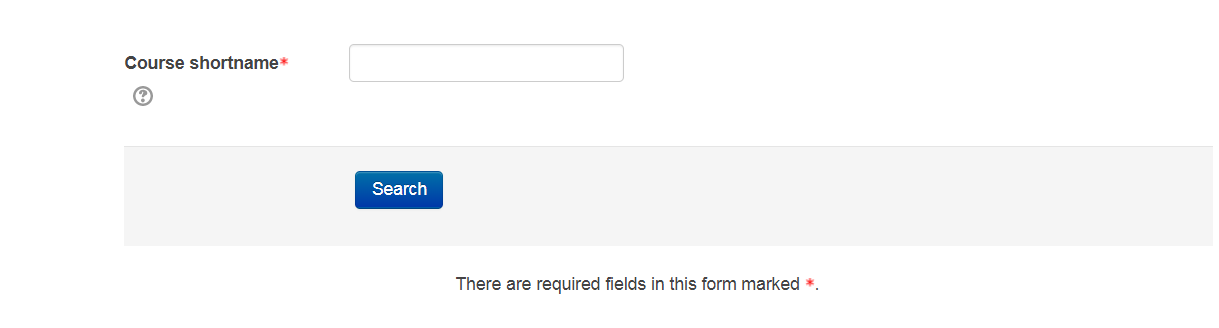 Course shortname*
?
Search
There are required fields in this form marked *.